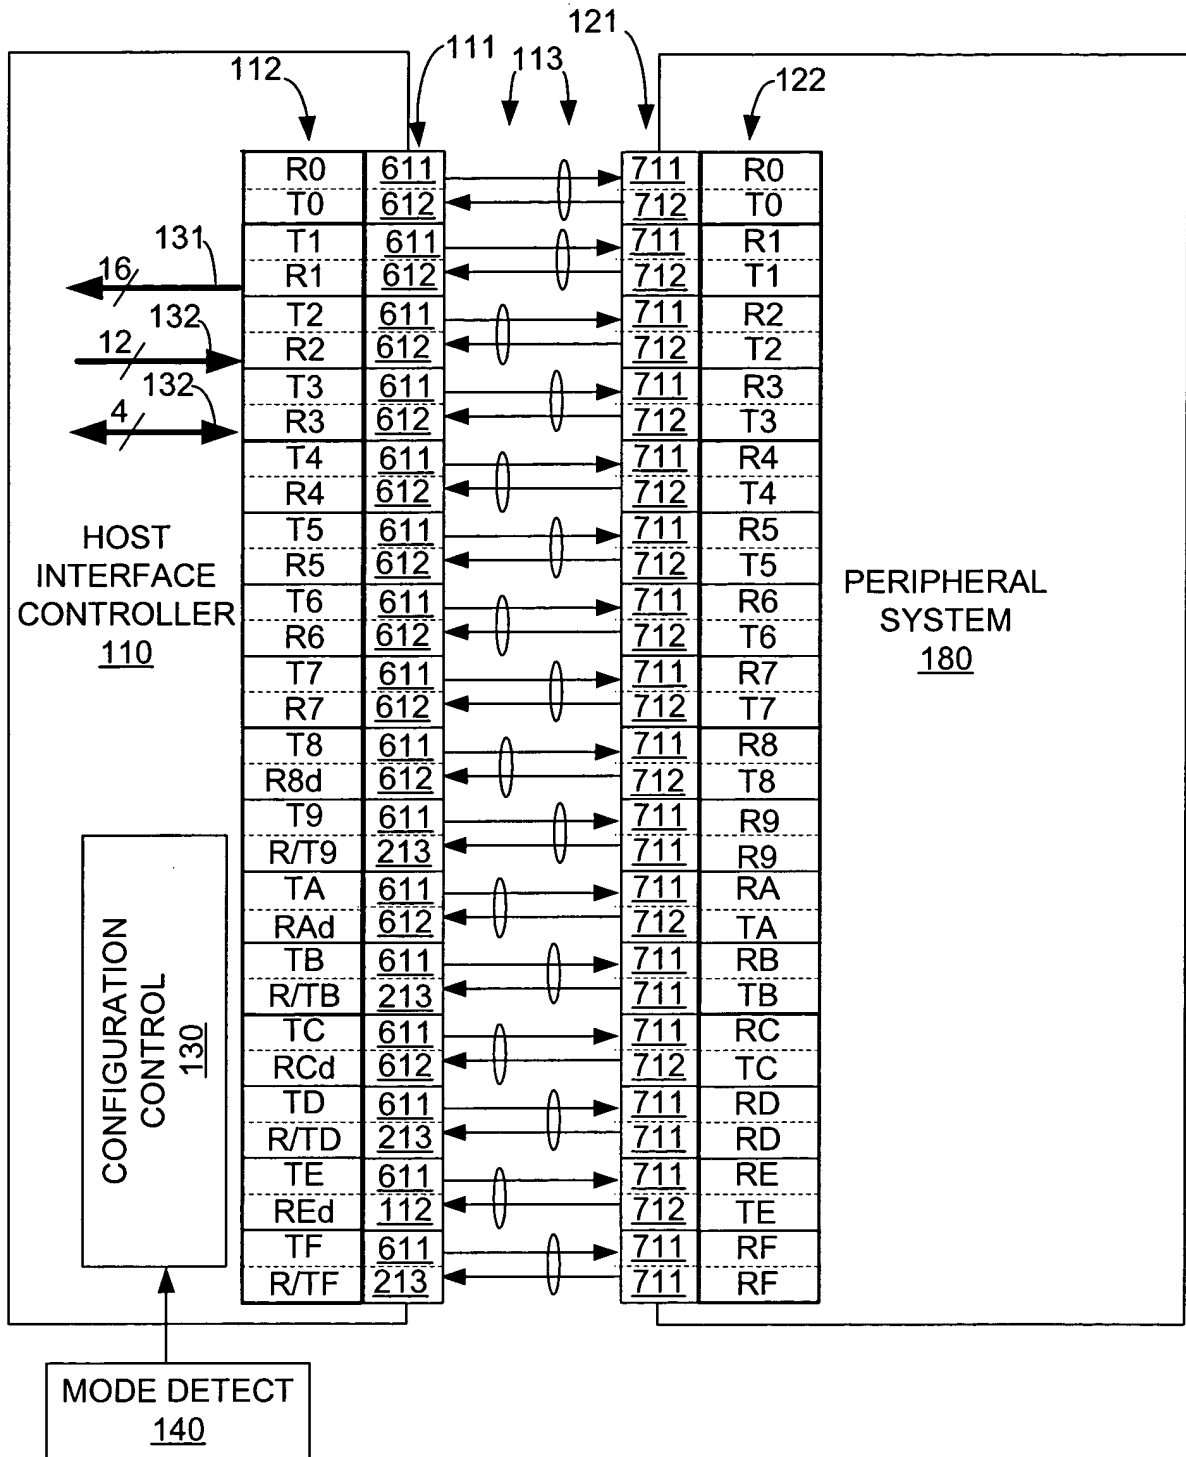 121
111
113
112
122
R0 611 711 R0
T0 612 712 T0
T1 611 711 R1
R1 612 712 T1
T2 611 711 R2
R2 612 712 T2
T3 611 711 R3
R3 612 712 T3
T4 611 711 R4
R4 612 712 T4
T5 611 711 R5
R5 612 712 T5
T6 611 711 R6
R6 612 712 T6
T7 611 711 R7
R7 612 712 T7
T8 611 711 R8
R8d 612 712 T8
T9 611 711 R9
R/T9 213 711 R9
TA 611 711 RA
RAd 612 712 TA
TB 611 711 RB
R/TB 213 711 TB
TC 611 711 RC
RCd 612 712 TC
TD 611 711 RD
R/TD 213 711 RD
TE 611 711 RE
REd 112 712 TE
TF 611 711 RF
R/TF 213 711 RF
131
16
132
12
132
4
HOST
INTERFACE
CONTROLLER
110
PERIPHERAL
SYSTEM
180
CONFIGURATION
CONTROL
130
MODE DETECT
140